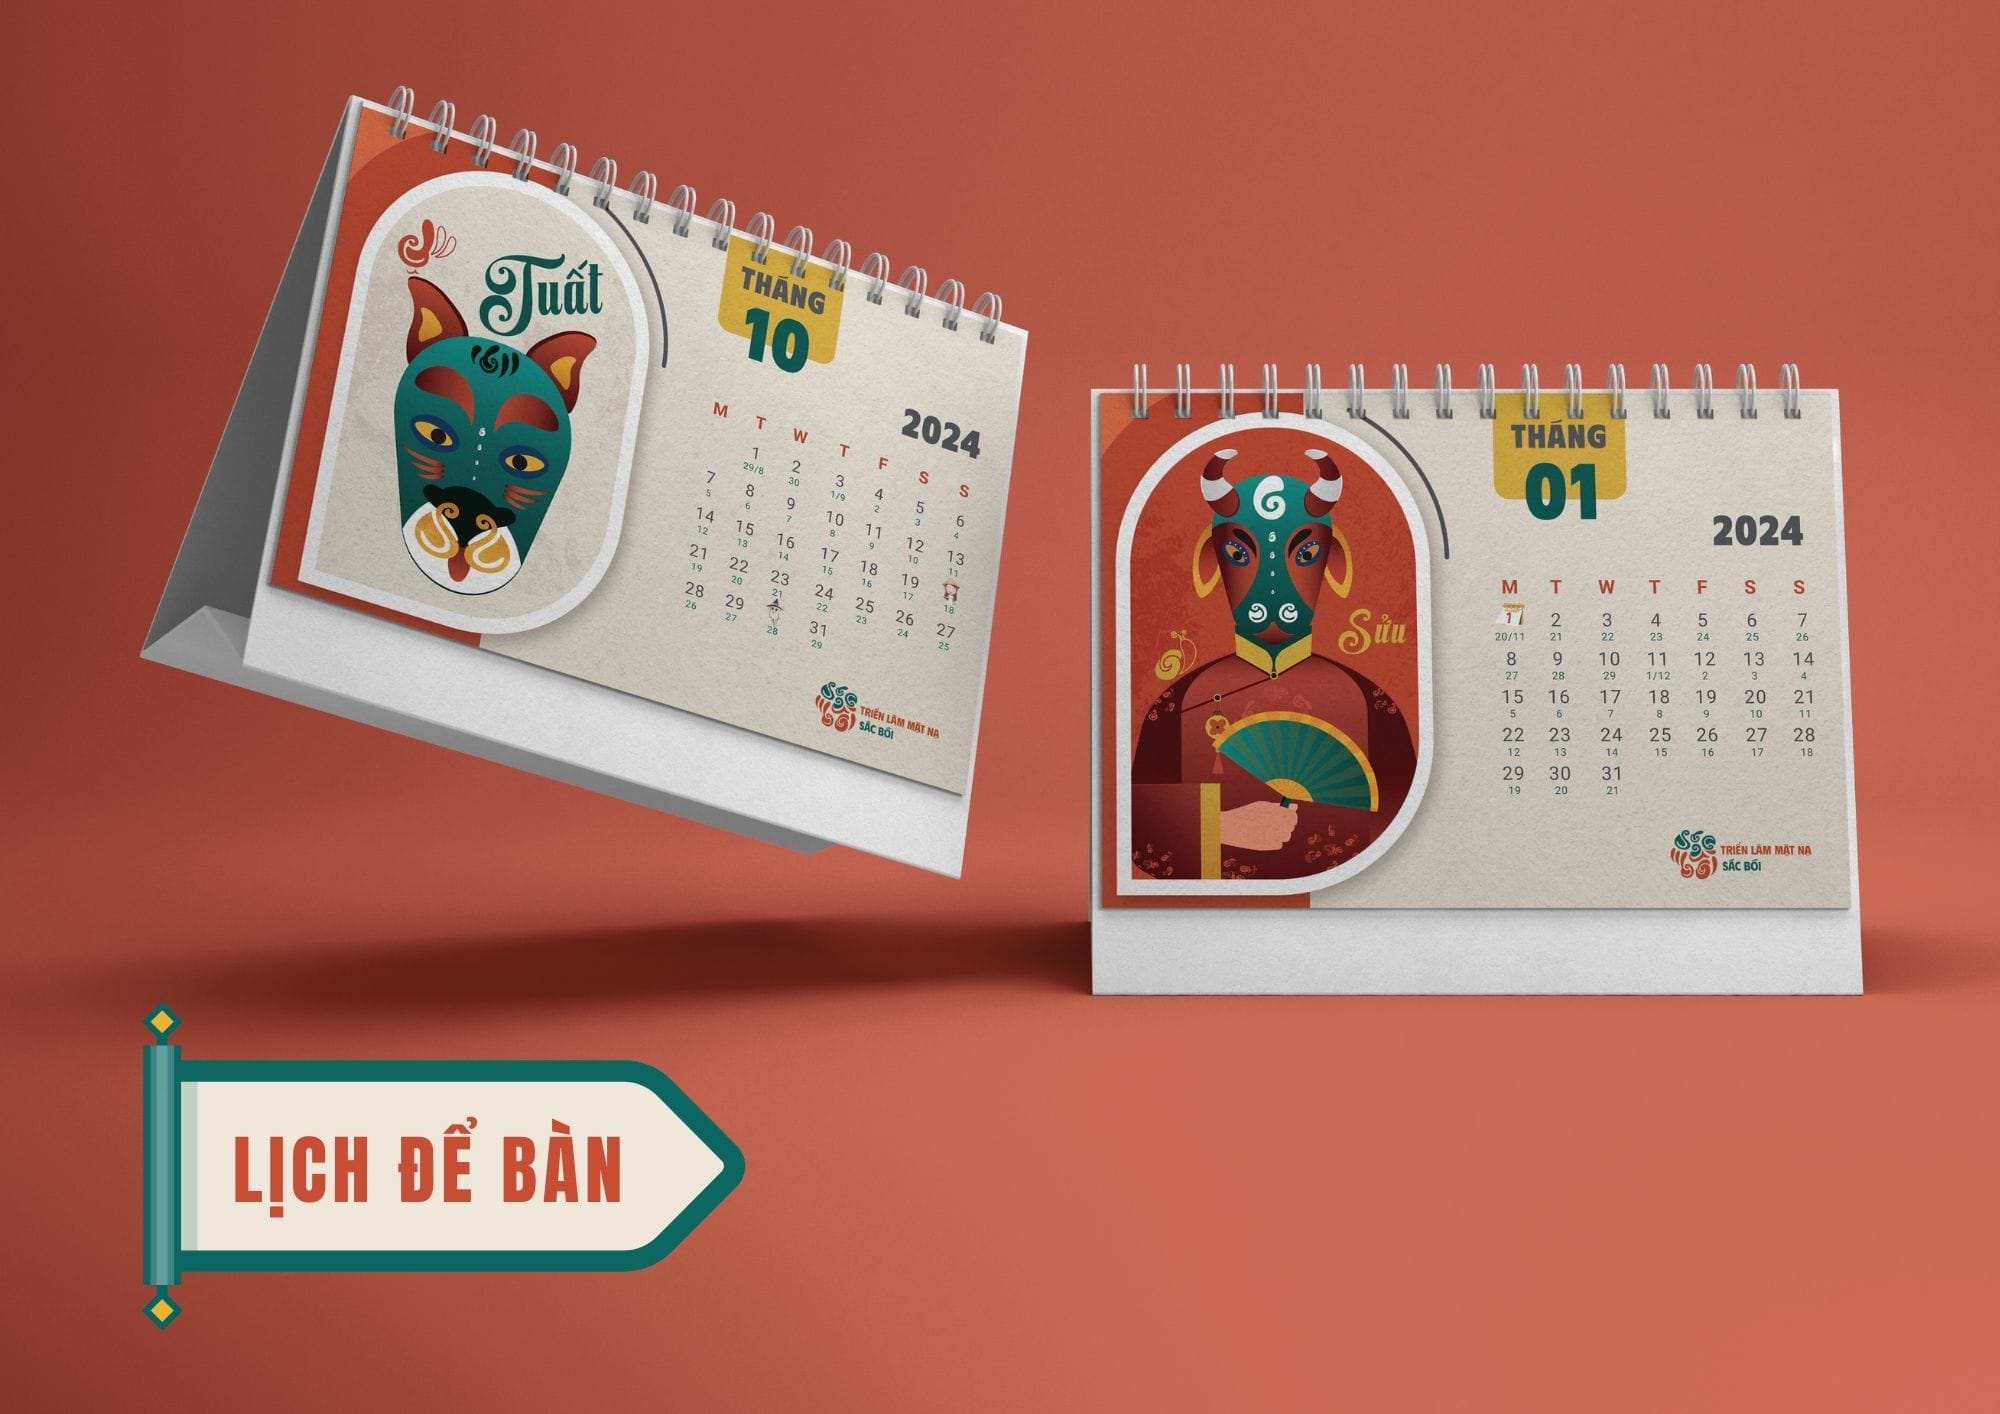 Tuất
THÁNG
10
2024
M T W T F S S
1 2 3 4 5 6
29/8 30 1/9 2 3 4
7 8 9 10 11 12 13
5 6 7 8 9 10 11
14 15 16 17 18 19
12 13 14 15 16 17 18
21 22 23 24 25 26 27
19 20 21 22 23 24 25
28 29 31
26 27 28 29
TRIỂN LÃM MẶT NẠ
SẮC BỒI
Sửu
THÁNG
01
2024
M T W T F S S
1 2 3 4 5 6 7
20/11 21 22 23 24 25 26
8 9 10 11 12 13 14
27 28 29 1/12 2 3 4
15 16 17 18 19 20 21
5 6 7 8 9 10 11
22 23 24 25 26 27 28
12 13 14 15 16 17 18
29 30 31
19 20 21
TRIỂN LÃM MẶT NẠ
SẮC BỒI
LỊCH ĐỂ BÀN